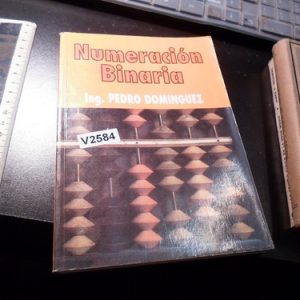 Numeración
Binaria
Ing. PEDRO DOMINGUEZ
V2584